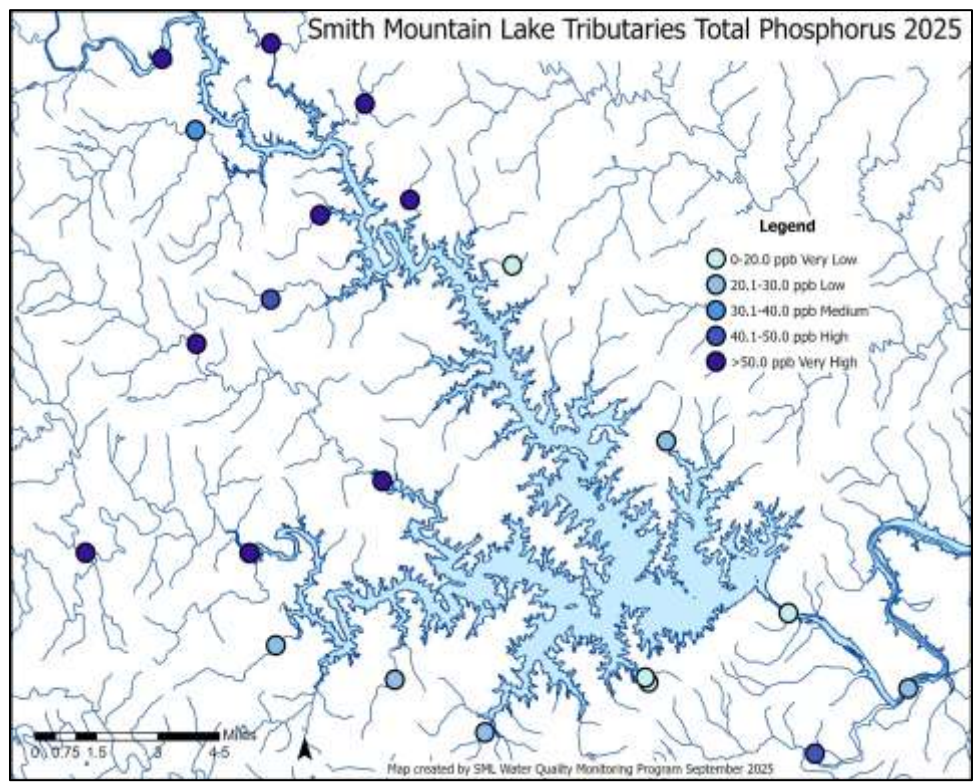 Smith Mountain Lake Tributaries Total Phosphorus 2025
Legend
0-20.0 ppb Very Low
20.1-30.0 ppb Low
30.1-40.0 ppb Medium
40.1-50.0 ppb High
>50.0 ppb Very High
Miles
0 0.75 1.5 3 4.5
Map created by SML Water Quality Monitoring Program September 2025